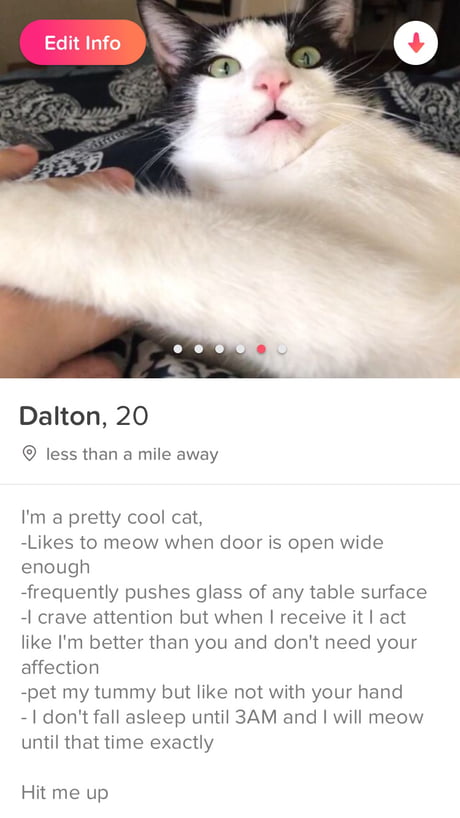 Edit Info
Dalton, 20
less than a mile away
I'm a pretty cool cat,
-Likes to meow when door is open wide
enough
-frequently pushes glass of any table surface
-I crave attention but when I receive it I act
like I'm better than you and don't need your
affection
-pet my tummy but like not with your hand
- I don't fall asleep until 3AM and I will meow
until that time exactly
Hit me up